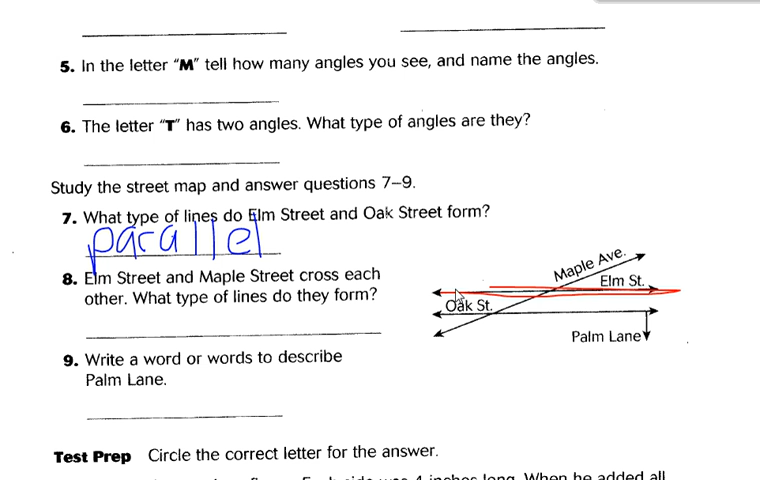 5. In the letter "M" tell how many angles you see, and name the angles.
6. The letter "T" has two angles. What type of angles are they?
Study the street map and answer questions 7–9.
7. What type of lines do Elm Street and Oak Street form?
parallel
8. Elm Street and Maple Street cross each
other. What type of lines do they form?
Maple Ave.
Elm St.
Oak St.
Palm Lane
9. Write a word or words to describe
Palm Lane.
Test Prep Circle the correct letter for the answer.